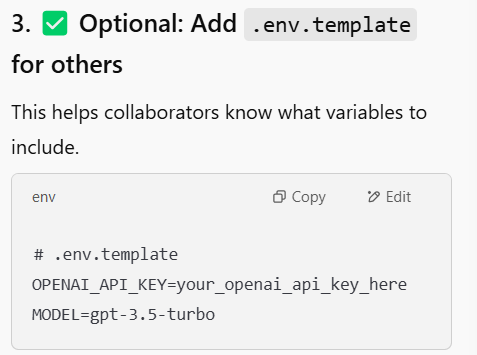 3. ✅ Optional: Add .env.template
for others
This helps collaborators know what variables to
include.
env Copy Edit
# .env.template
OPENAI_API_KEY=your_openai_api_key_here
MODEL=gpt-3.5-turbo